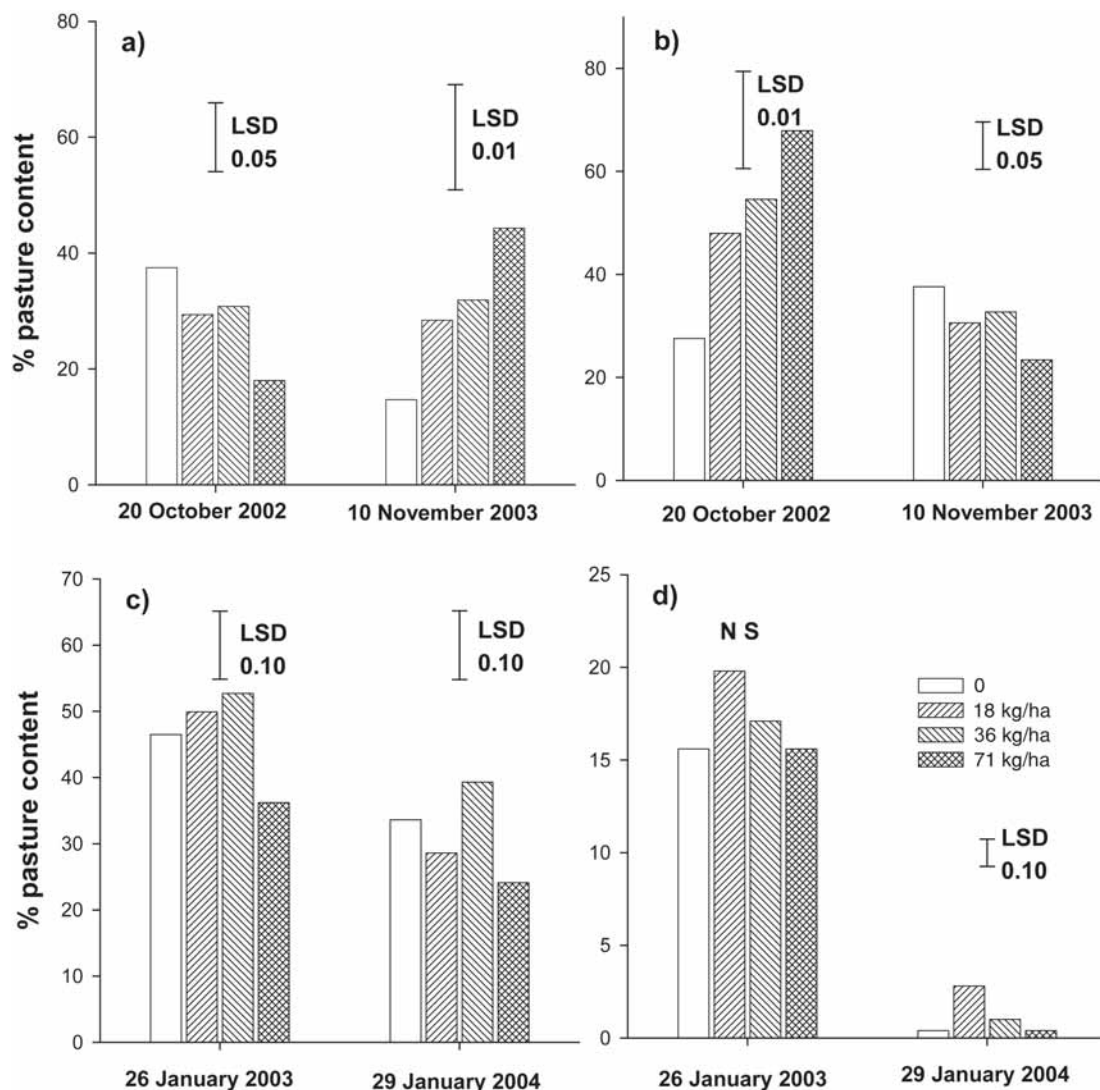 a)
80
60
40
20
0
% pasture content
LSD
0.05
LSD
0.01
20 October 2002
10 November 2003
b)
80
60
40
20
0
LSD
0.01
LSD
0.05
20 October 2002
10 November 2003
c)
70
60
50
40
30
20
10
0
% pasture content
LSD
0.10
LSD
0.10
26 January 2003
29 January 2004
d)
25
20
15
10
5
0
N S
0
18 kg/ha
36 kg/ha
71 kg/ha
LSD
0.10
26 January 2003
29 January 2004